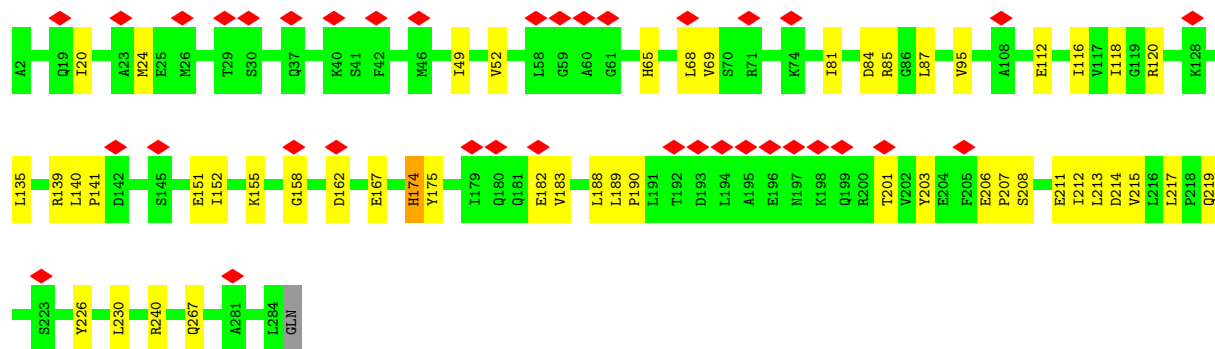 A2 Q19 I20 A23 M24 E25 M26 T29 S30 Q37 K40 S41 F42 M46 I49 V52 L58 G59 A60 G61 H65 L68 V69 S70 R71 K74 I81 D84 R85 G86 L87 V95 A108 E112 I116 V117 I118 G119 R120 K128
L135 R139 L140 P141 D142 S145 E151 I152 K155 G158 D162 E167 H174 Y175 I179 Q180 Q181 E182 V183 L188 L189 P190 L191 T192 D193 L194 A195 E196 N197 K198 Q199 R200 T201 V202 Y203 E204 F205 E206 P207 S208 E211 I212 L213 D214 V215 L216 L217 P218 Q219
S223 Y226 L230 R240 Q267 A281 L284 GLN